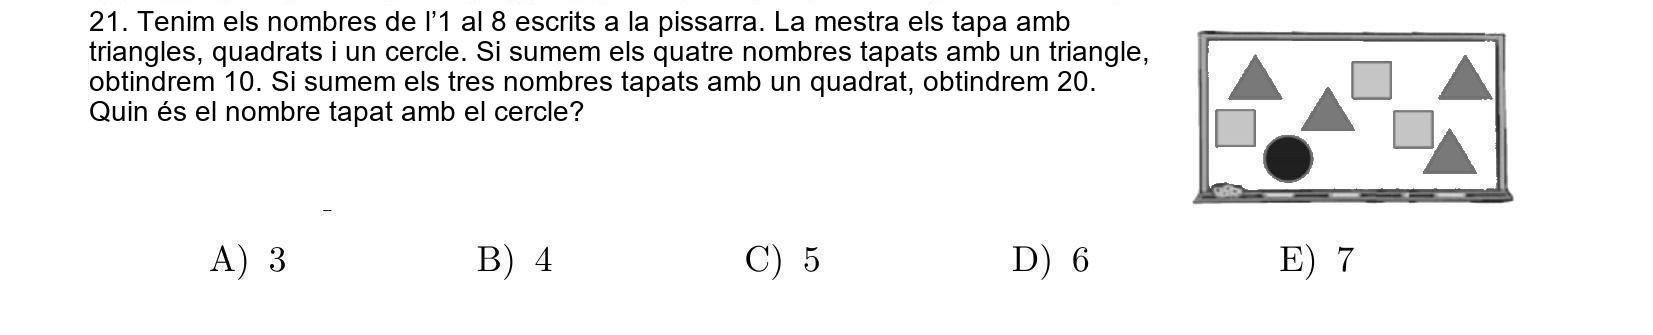 21. Tenim els nombres de l'1 al 8 escrits a la pissarra. La mestra els tapa amb
triangles, quadrats i un cercle. Si sumem els quatre nombres tapats amb un triangle,
obtindrem 10. Si sumem els tres nombres tapats amb un quadrat, obtindrem 20.
Quin és el nombre tapat amb el cercle?
A) 3 B) 4 C) 5 D) 6 E) 7